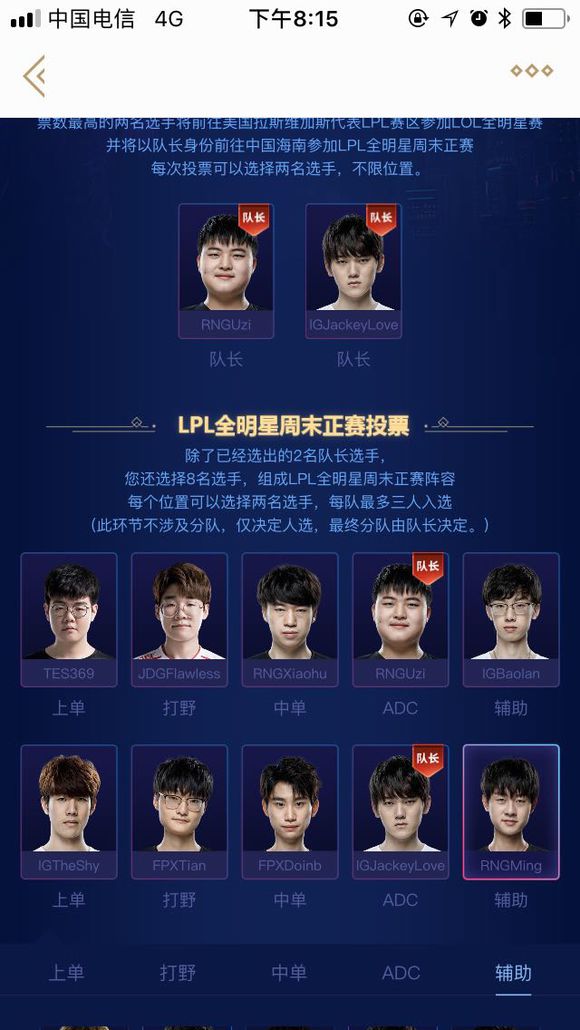 中国电信 4G 下午8:15
票数最高的两名选手将前往美国拉斯维加斯代表LPL赛区参加LOL全明星赛
并将以队长身份前往中国海南参加LPL全明星周末正赛
每次投票可以选择两名选手，不限位置。
队长 队长
RNGUzi IGJackeyLove
队长 队长
LPL全明星周末正赛投票
除了已经选出的2名队长选手，
您还选择8名选手，组成LPL全明星周末正赛阵容
每个位置可以选择两名选手，每队最多三人入选
（此环节不涉及分队，仅决定人选，最终分队由队长决定。）
队长
TES369 JDGFlawless RNGXiaohu RNGUzi IGBaolan
上单 打野 中单 ADC 辅助
队长
IGTheShy FPXTian FPXDoinb IGJackeyLove RNGMing
上单 打野 中单 ADC 辅助
上单 打野 中单 ADC 辅助